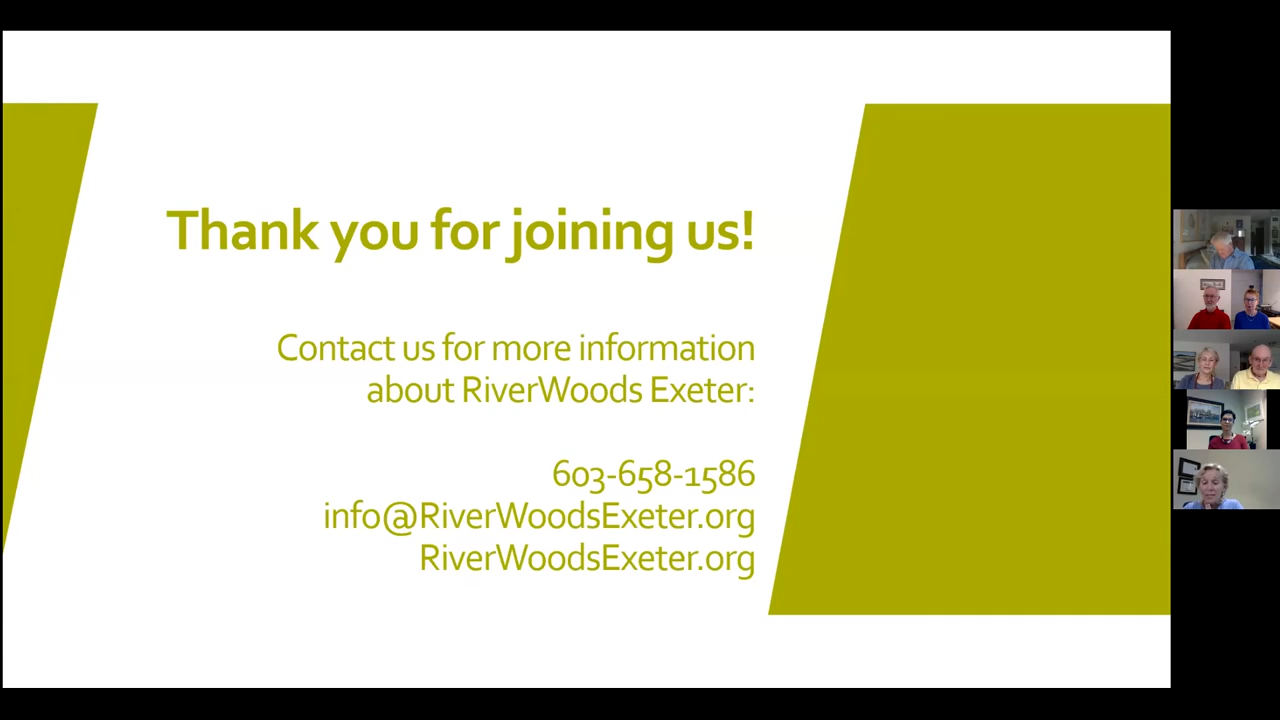 Thank you for joining us!
Contact us for more information
about RiverWoods Exeter:
603-658-1586
info@RiverWoodsExeter.org
RiverWoodsExeter.org